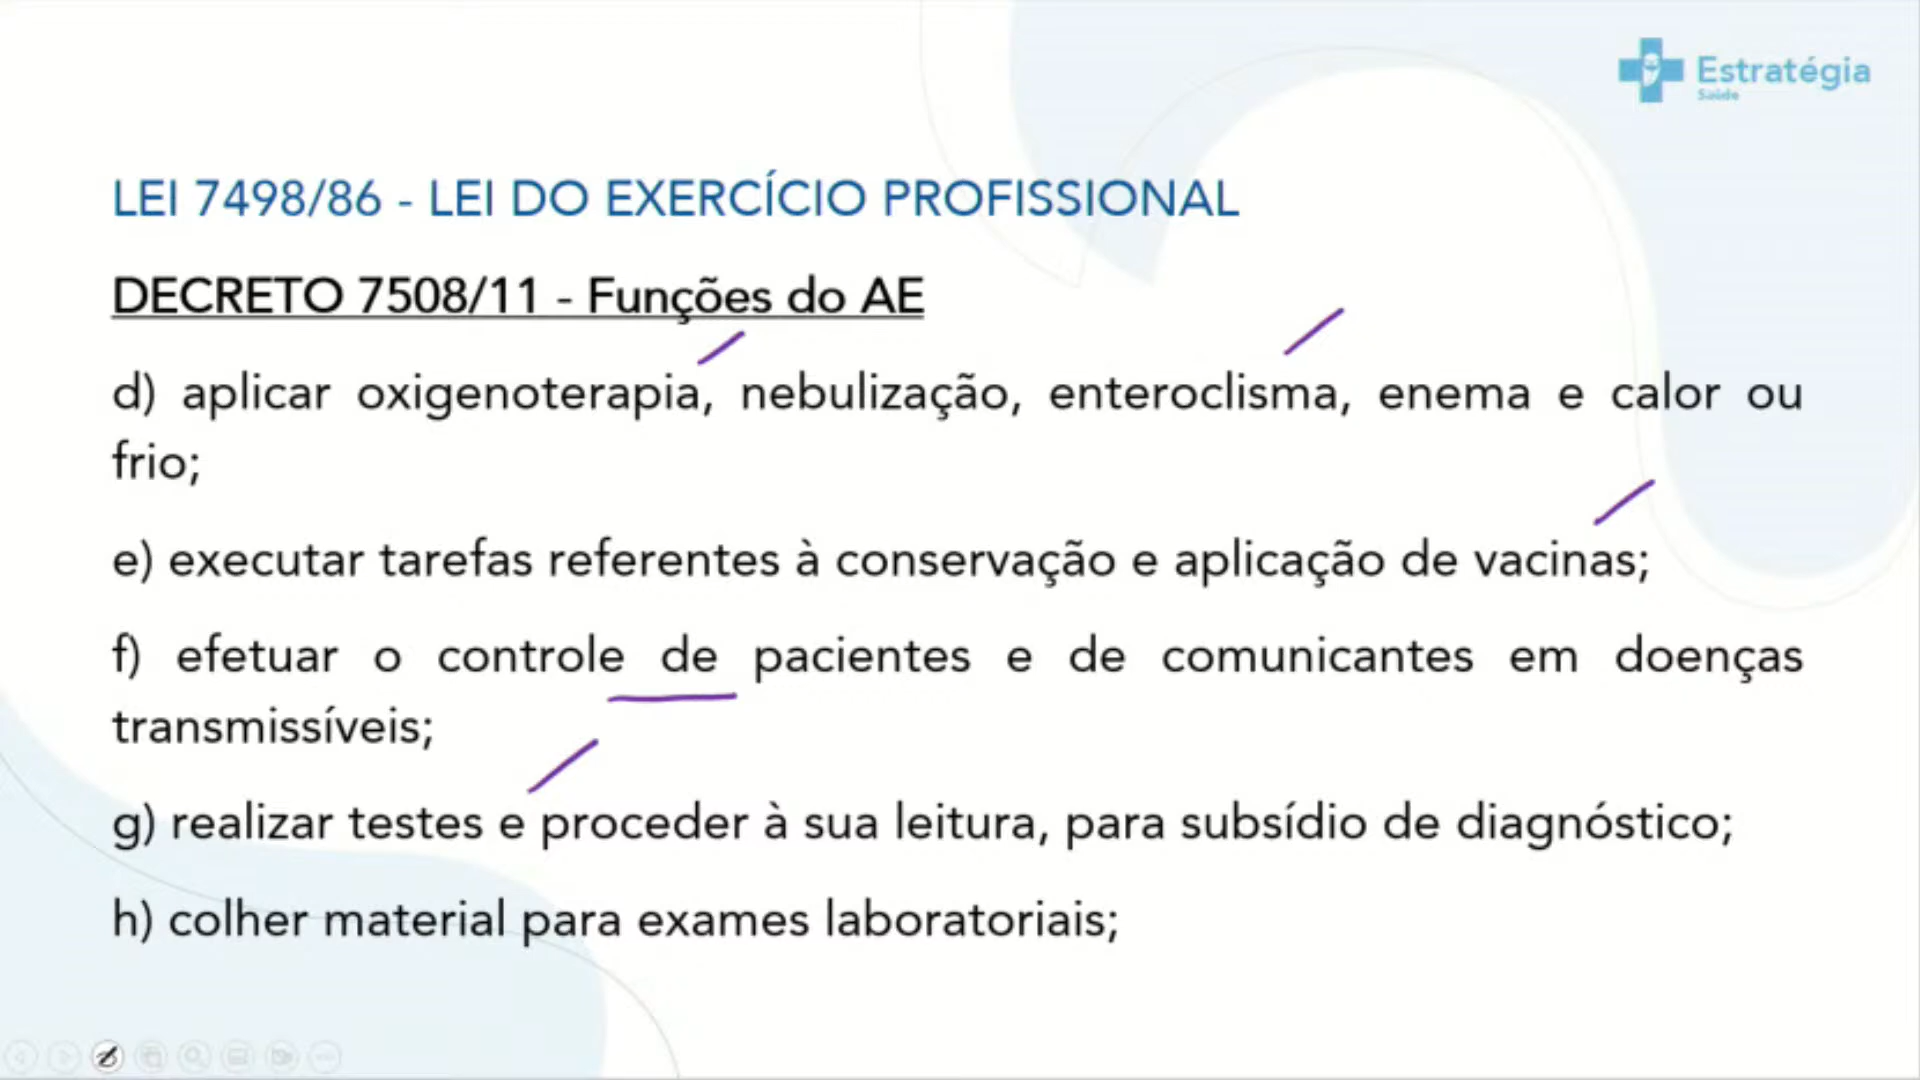 Estratégia
Saúde
LEI 7498/86 - LEI DO EXERCÍCIO PROFISSIONAL
DECRETO 7508/11 - Funções do AE
d) aplicar oxigenoterapia, nebulização, enteroclisma, enema e calor ou
frio;
e) executar tarefas referentes à conservação e aplicação de vacinas;
f) efetuar o controle de pacientes e de comunicantes em doenças
transmissíveis;
g) realizar testes e proceder à sua leitura, para subsídio de diagnóstico;
h) colher material para exames laboratoriais;